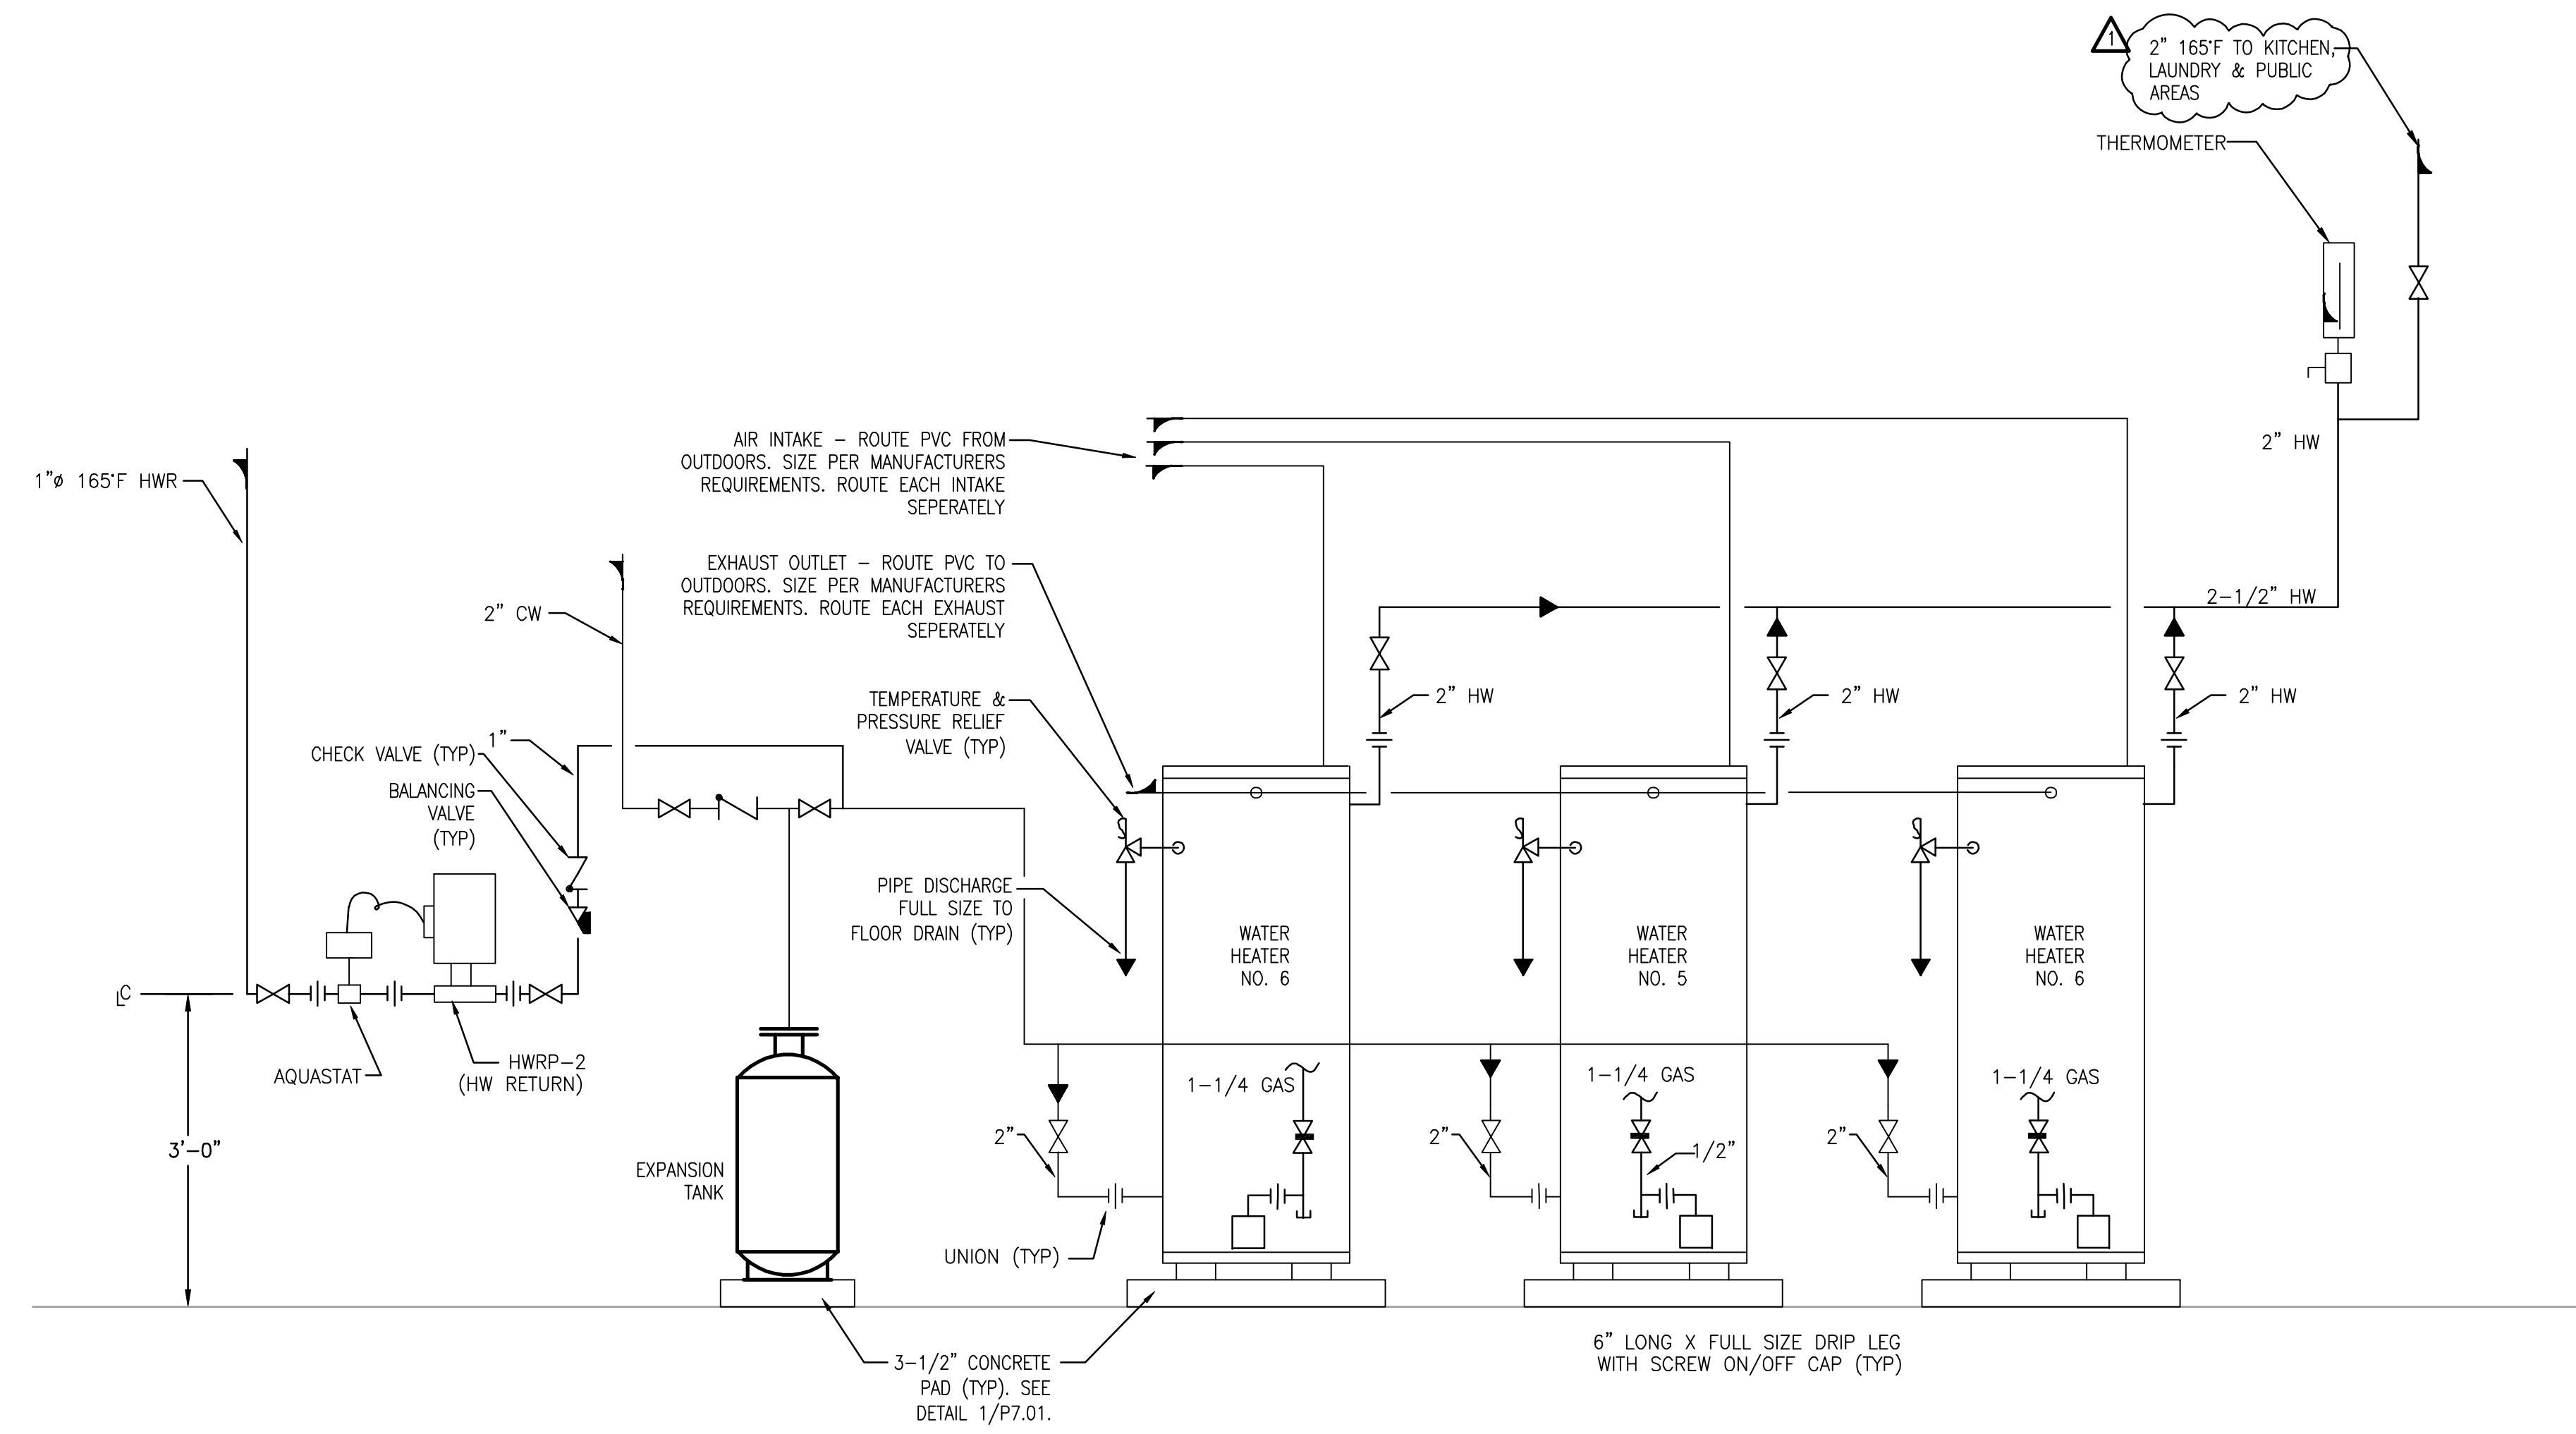 1
2" 165°F TO KITCHEN,
LAUNDRY & PUBLIC
AREAS
THERMOMETER
2" HW
AIR INTAKE – ROUTE PVC FROM
OUTDOORS. SIZE PER MANUFACTURERS
REQUIREMENTS. ROUTE EACH INTAKE
SEPERATELY
1"ø 165°F HWR
EXHAUST OUTLET – ROUTE PVC TO
OUTDOORS. SIZE PER MANUFACTURERS
REQUIREMENTS. ROUTE EACH EXHAUST
SEPERATELY
2" CW
2-1/2" HW
TEMPERATURE &
PRESSURE RELIEF
VALVE (TYP)
2" HW
2" HW
2" HW
1"
CHECK VALVE (TYP)
BALANCING
VALVE
(TYP)
PIPE DISCHARGE
FULL SIZE TO
FLOOR DRAIN (TYP)
WATER
HEATER
NO. 6
WATER
HEATER
NO. 5
WATER
HEATER
NO. 6
CL
AQUASTAT
HWRP-2
(HW RETURN)
1-1/4 GAS
1-1/4 GAS
1-1/4 GAS
3'-0"
2"
2"
1/2"
2"
EXPANSION
TANK
UNION (TYP)
6" LONG X FULL SIZE DRIP LEG
WITH SCREW ON/OFF CAP (TYP)
3-1/2" CONCRETE
PAD (TYP). SEE
DETAIL 1/P7.01.